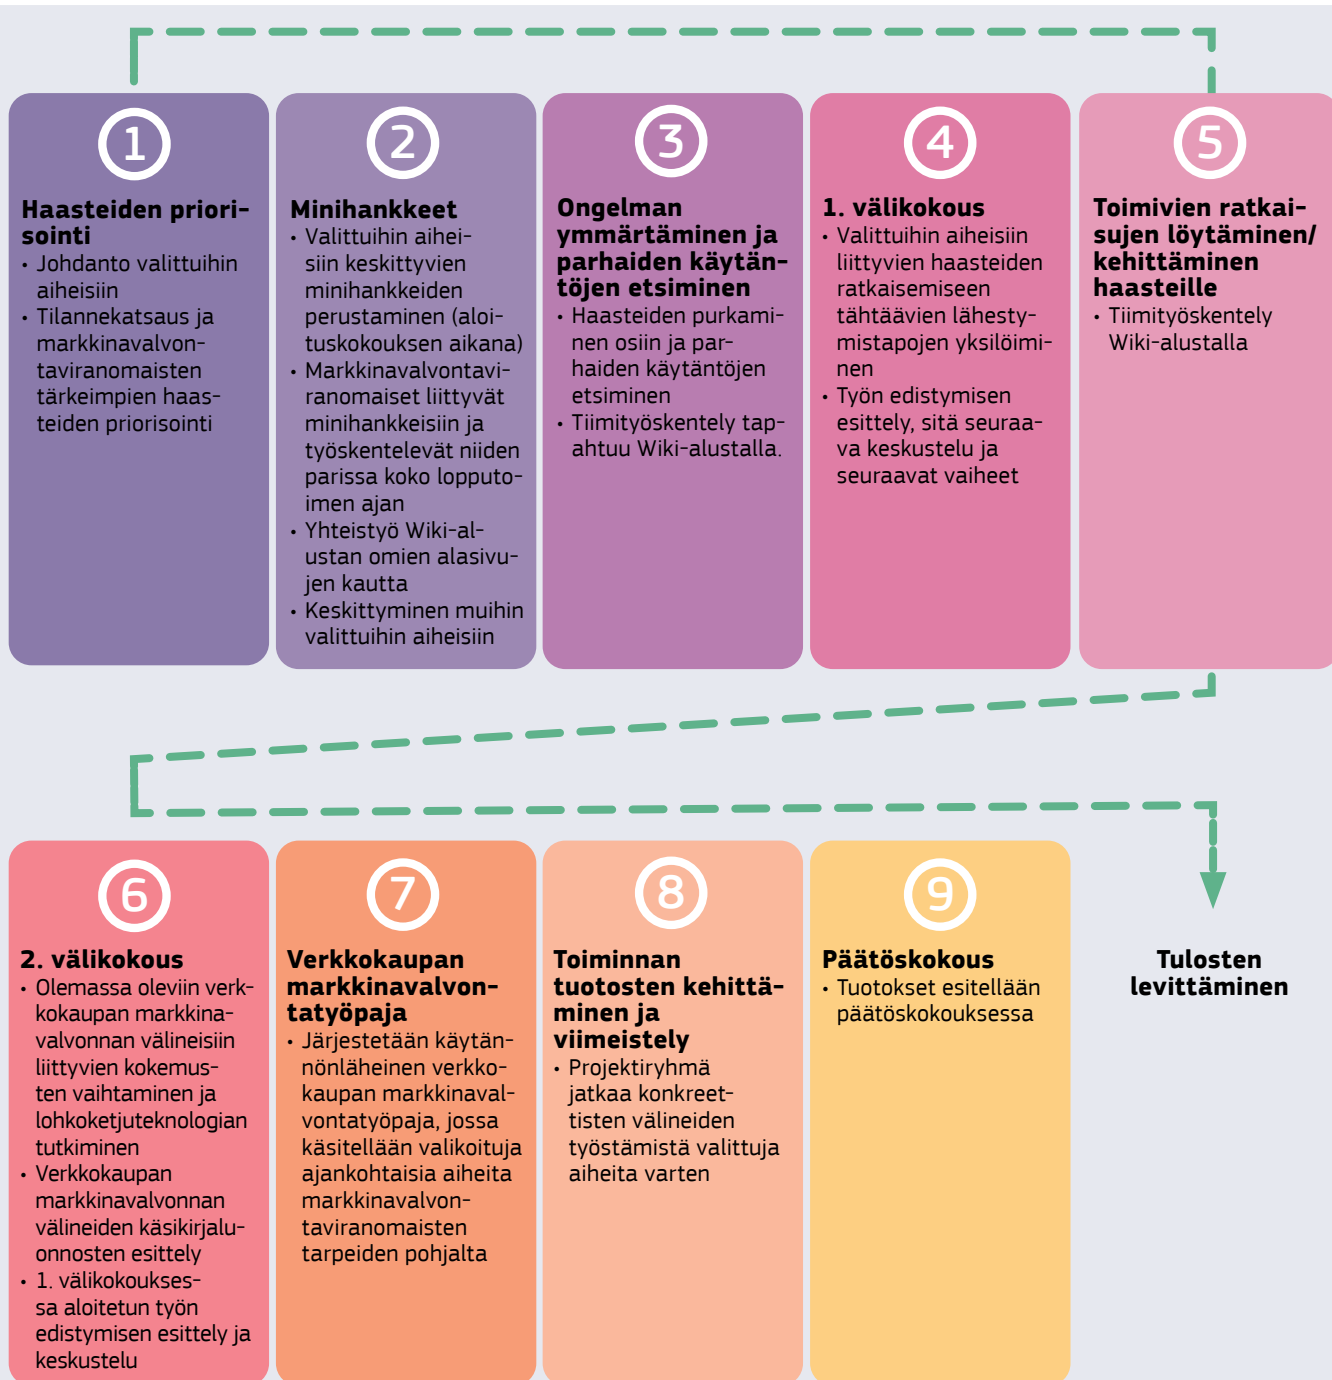 1
Haasteiden priori-
sointi
• Johdanto valittuihin
aiheisiin
• Tilannekatsaus ja
markkinavalvon-
taviranomaisten
tärkeimpien haas-
teiden priorisointi
2
Minihankkeet
• Valittuihin aihei-
siin keskittyvien
minihankkeiden
perustaminen (aloi-
tuskokouksen aikana)
• Markkinavalvontavi-
ranomaiset liittyvät
minihankkeisiin ja
työskentelevät niiden
parissa koko lopputo-
imen ajan
• Yhteistyö Wiki-al-
ustan omien alasivu-
jen kautta
• Keskittyminen muihin
valittuihin aiheisiin
3
Ongelman
ymmärtäminen ja
parhaiden käytän-
töjen etsiminen
• Haasteiden purkami-
nen osiin ja par-
haiden käytäntöjen
etsiminen
• Tiimityöskentely tap-
ahtuu Wiki-alustalla.
4
1. välikokous
• Valittuihin aiheisiin
liittyvien haasteiden
ratkaisemiseen
tähtäävien lähesty-
mistapojen yksilöimi-
nen
• Työn edistymisen
esittely, sitä seuraa-
va keskustelu ja
seuraavat vaiheet
5
Toimivien ratkai-
sujen löytäminen/
kehittäminen
haasteille
• Tiimityöskentely
Wiki-alustalla
6
2. välikokous
• Olemassa oleviin verk-
kokaupan markkina-
valvonnan välineisiin
liittyvien kokemus-
ten vaihtaminen ja
lohkoketjuteknologian
tutkiminen
• Verkkokaupan
markkinavalvonnan
välineiden käsikirjalu-
onnosten esittely
• 1. välikokoukses-
sa aloitetun työn
edistymisen esittely ja
keskustelu
7
Verkkokaupan
markkinavalvon-
tatyöpaja
• Järjestetään käytän-
nönläheinen verkko-
kaupan markkinaval-
vontatyöpaja, jossa
käsitellään valikoituja
ajankohtaisia aiheita
markkinavalvon-
taviranomaisten
tarpeiden pohjalta
8
Toiminnan
tuotosten kehittä-
minen ja
viimeistely
• Projektiryhmä
jatkaa konkreet-
tisten välineiden
työstämistä valittuja
aiheita varten
9
Päätöskokous
• Tuotokset esitellään
päätöskokouksessa
Tulosten
levittäminen